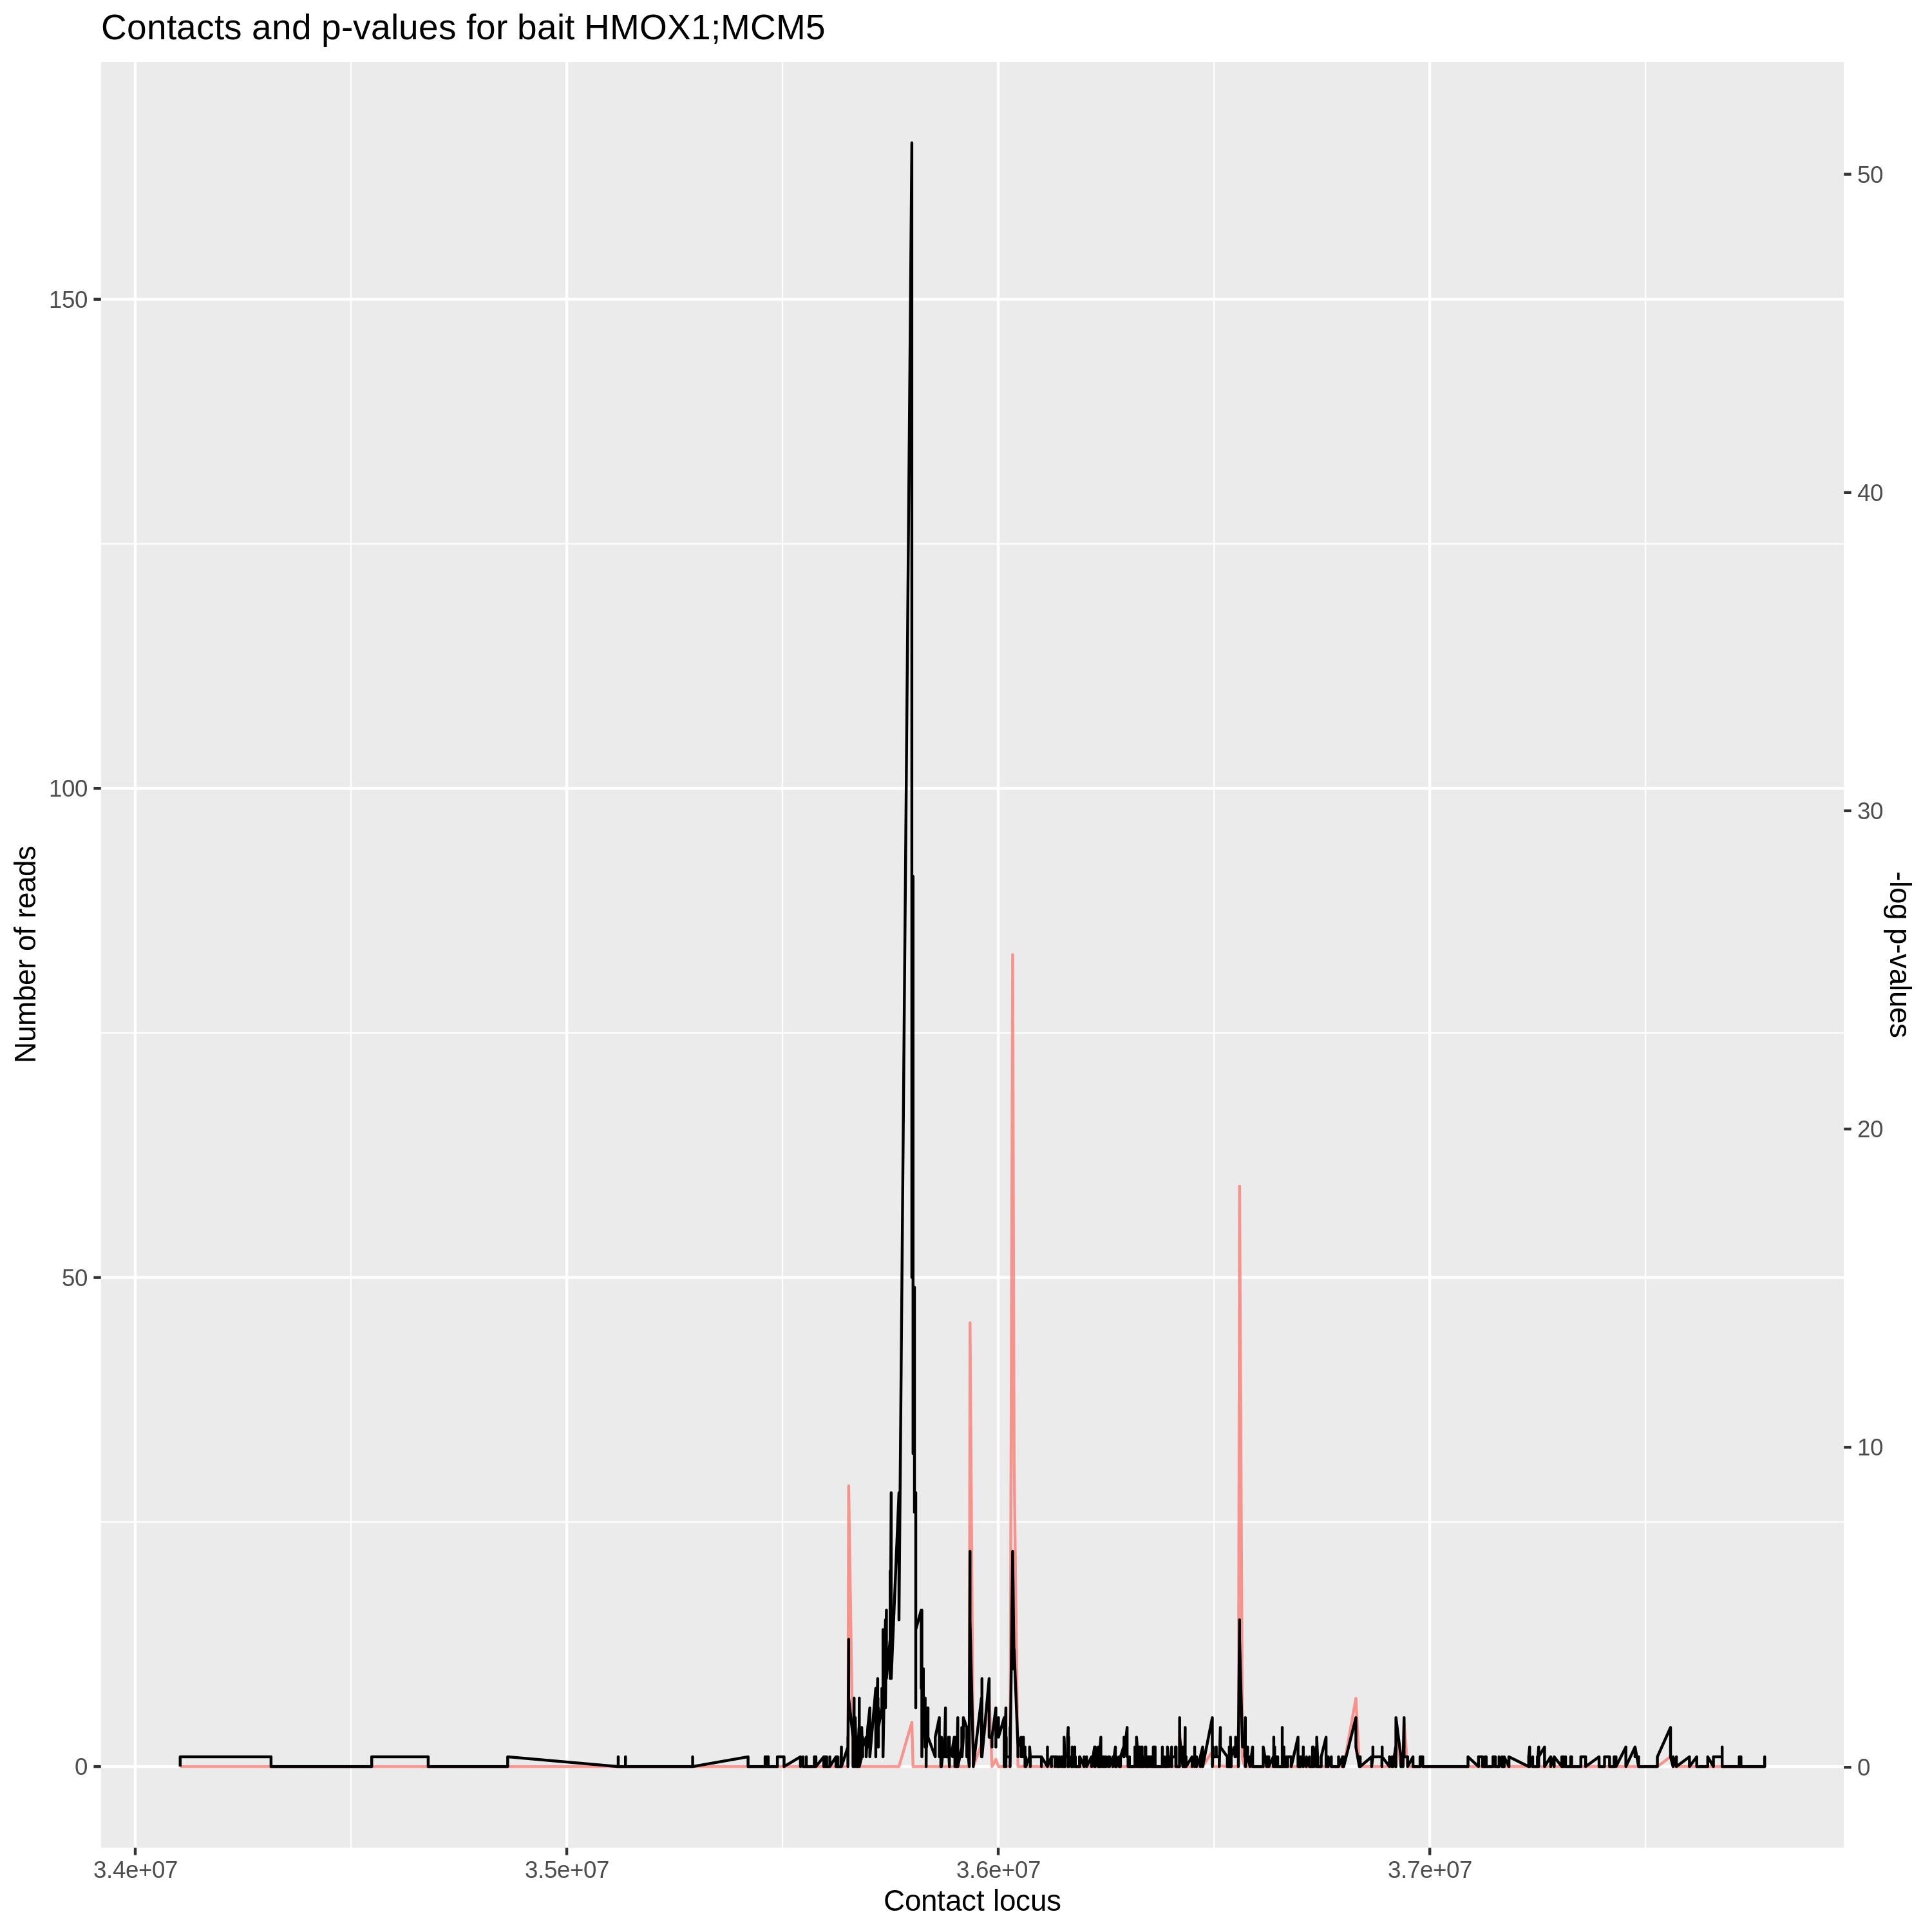 Contacts and p-values for bait HMOX1;MCM5
150
100
50
0
Number of reads
50
40
30
20
10
0
-log p-values
3.4e+07
3.5e+07
3.6e+07
3.7e+07
Contact locus